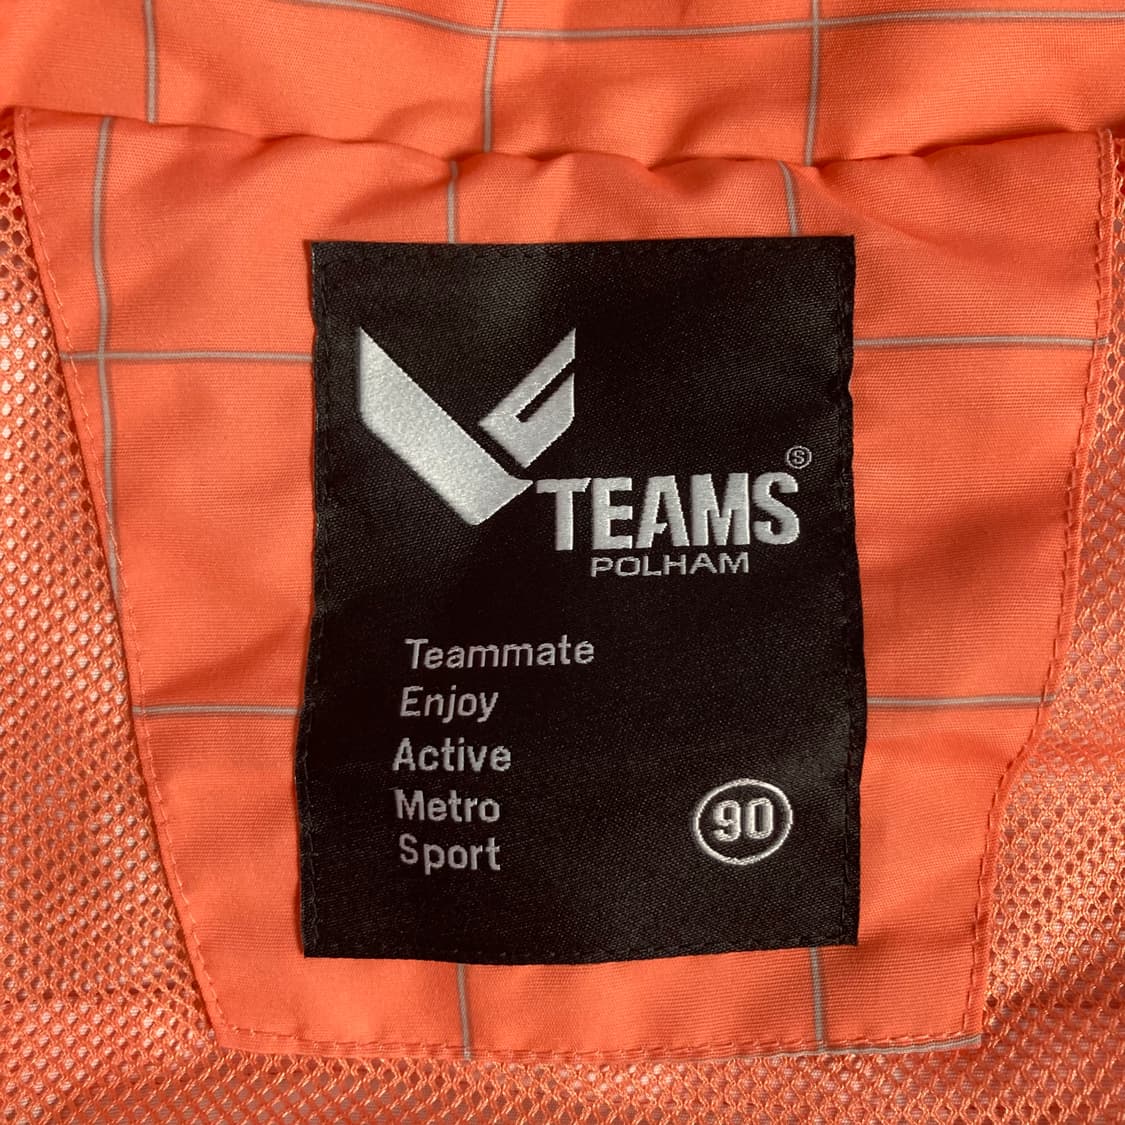 TEAMS Ⓢ
POLHAM
Teammate
Enjoy
Active
Metro
Sport
90